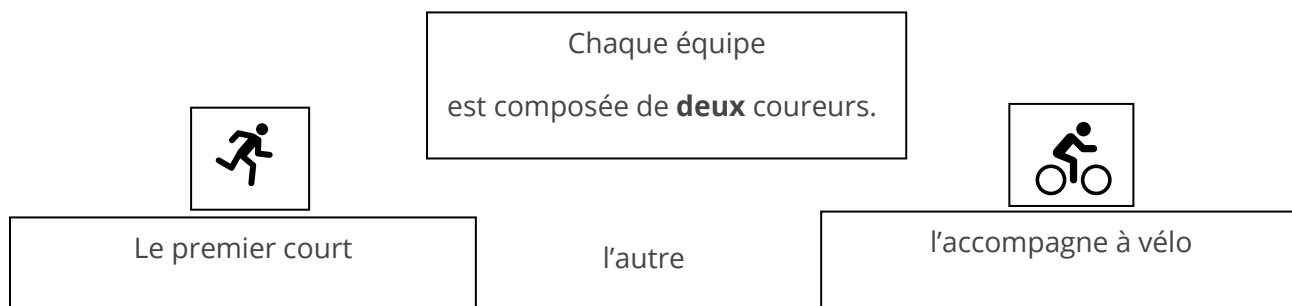 Chaque équipe
est composée de deux coureurs.
Le premier court
l’autre
l’accompagne à vélo